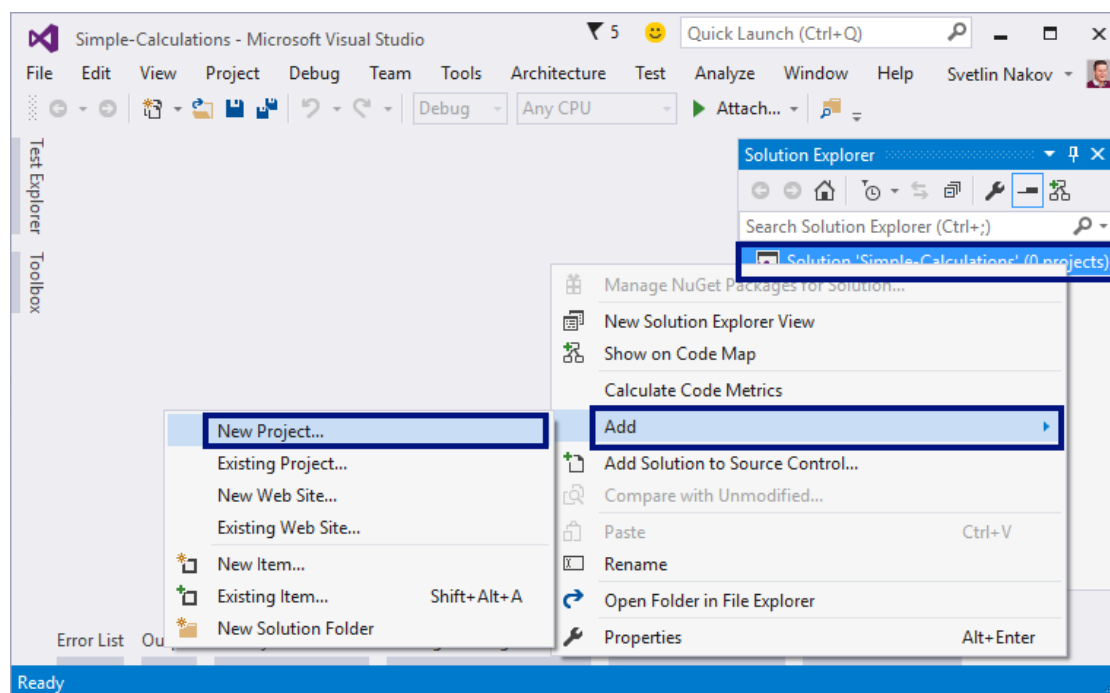 Simple-Calculations - Microsoft Visual Studio
5
Quick Launch (Ctrl+Q)
File Edit View Project Debug Team Tools Architecture Test Analyze Window Help Svetlin Nakov
Debug Any CPU Attach...
Test Explorer
Toolbox
Solution Explorer
Search Solution Explorer (Ctrl+;)
Solution 'Simple-Calculations' (0 projects)
Manage NuGet Packages for Solution...
New Solution Explorer View
Show on Code Map
Calculate Code Metrics
Add
Add Solution to Source Control...
Compare with Unmodified...
Paste Ctrl+V
Rename
Open Folder in File Explorer
Properties Alt+Enter
New Project...
Existing Project...
New Web Site...
Existing Web Site...
New Item...
Existing Item... Shift+Alt+A
New Solution Folder
Error List Ou
Ready